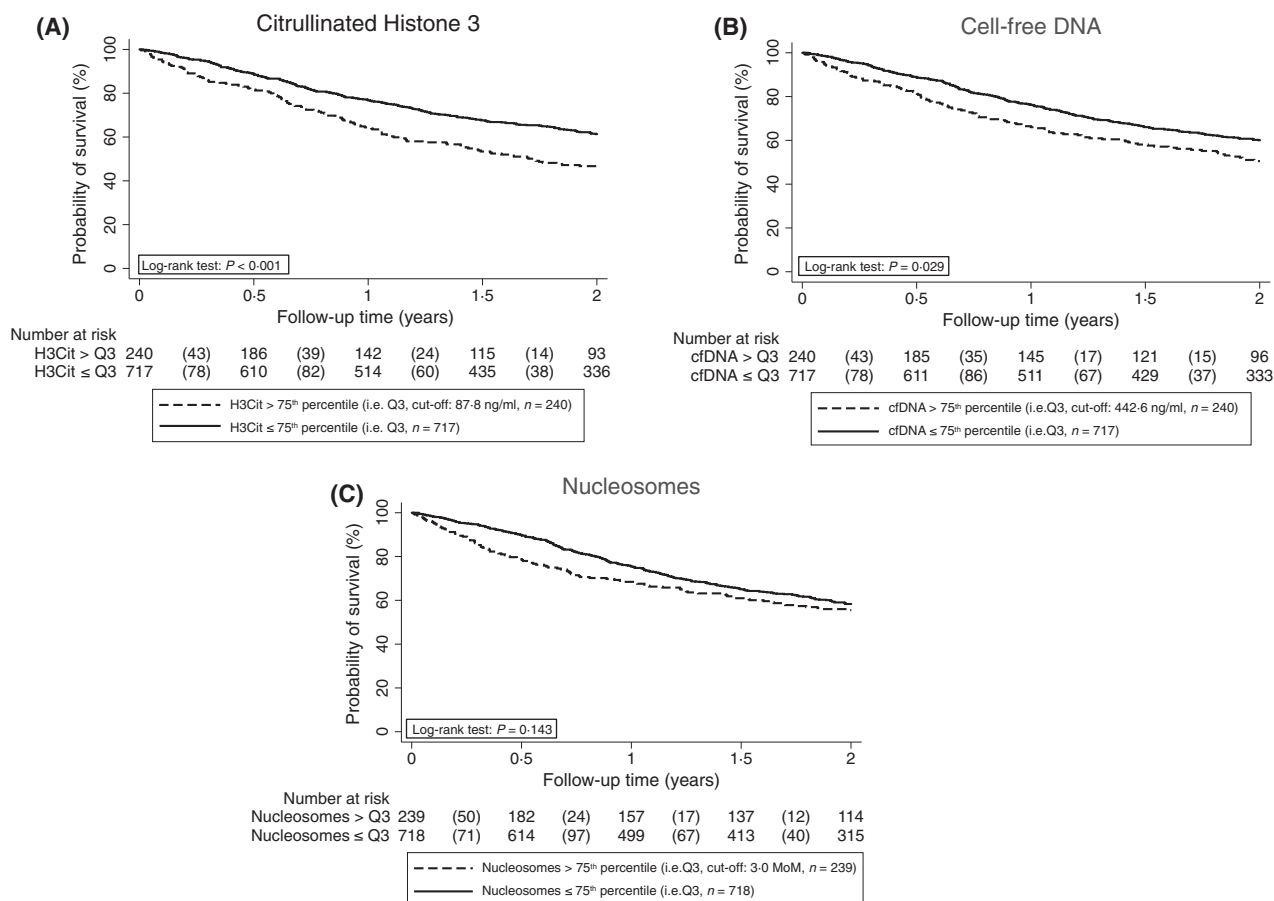 (A)
Citrullinated Histone 3
Probability of survival (%)
100
80
60
40
20
0
Log-rank test: P < 0·001
0 0·5 1 1·5 2
Follow-up time (years)
Number at risk
H3Cit > Q3 240 (43) 186 (39) 142 (24) 115 (14) 93
H3Cit ≤ Q3 717 (78) 610 (82) 514 (60) 435 (38) 336
H3Cit > 75th percentile (i.e. Q3, cut-off: 87·8 ng/ml, n = 240)
H3Cit ≤ 75th percentile (i.e. Q3, n = 717)
(B)
Cell-free DNA
Probability of survival (%)
100
80
60
40
20
0
Log-rank test: P = 0·029
0 0·5 1 1·5 2
Follow-up time (years)
Number at risk
cfDNA > Q3 240 (43) 185 (35) 145 (17) 121 (15) 96
cfDNA ≤ Q3 717 (78) 611 (86) 511 (67) 429 (37) 333
cfDNA > 75th percentile (i.e.Q3, cut-off: 442·6 ng/ml, n = 240)
cfDNA ≤ 75th percentile (i.e.Q3, n = 717)
(C)
Nucleosomes
Probability of survival (%)
100
80
60
40
20
0
Log-rank test: P = 0·143
0 0·5 1 1·5 2
Follow-up time (years)
Number at risk
Nucleosomes > Q3 239 (50) 182 (24) 157 (17) 137 (12) 114
Nucleosomes ≤ Q3 718 (71) 614 (97) 499 (67) 413 (40) 315
Nucleosomes > 75th percentile (i.e.Q3, cut-off: 3·0 MoM, n = 239)
Nucleosomes ≤ 75th percentile (i.e.Q3, n = 718)